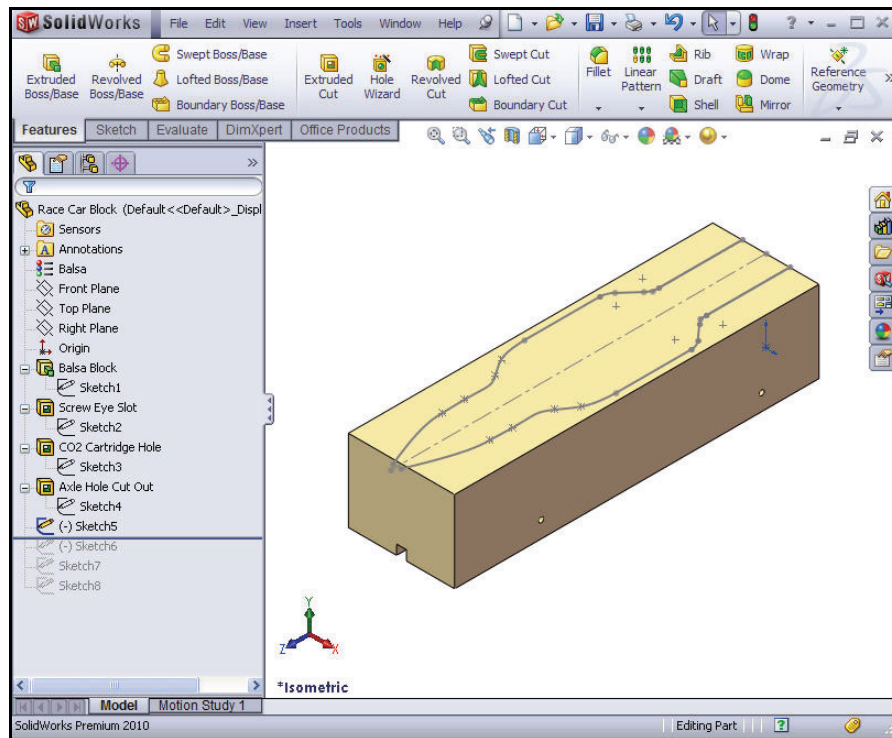 SolidWorks File Edit View Insert Tools Window Help ?
Extruded Boss/Base
Revolved Boss/Base
Swept Boss/Base
Lofted Boss/Base
Boundary Boss/Base
Extruded Cut
Hole Wizard
Revolved Cut
Swept Cut
Lofted Cut
Boundary Cut
Fillet
Linear Pattern
Rib
Draft
Shell
Wrap
Dome
Mirror
Reference Geometry
Features Sketch Evaluate DimXpert Office Products
Race Car Block (Default<<Default>_Displ
Sensors
Annotations
Balsa
Front Plane
Top Plane
Right Plane
Origin
Balsa Block
Sketch1
Screw Eye Slot
Sketch2
CO2 Cartridge Hole
Sketch3
Axle Hole Cut Out
Sketch4
(-) Sketch5
(-) Sketch6
Sketch7
Sketch8
Y
Z X
*Isometric
Model Motion Study 1
SolidWorks Premium 2010 Editing Part ?